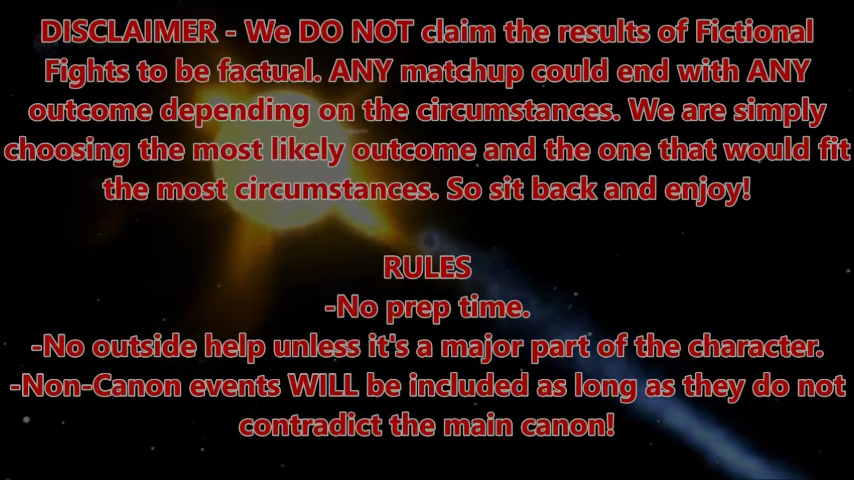 DISCLAIMER - We DO NOT claim the results of Fictional
Fights to be factual. ANY matchup could end with ANY
outcome depending on the circumstances. We are simply
choosing the most likely outcome and the one that would fit
the most circumstances. So sit back and enjoy!
RULES
-No prep time.
-No outside help unless it's a major part of the character.
-Non-Canon events WILL be included as long as they do not
contradict the main canon!